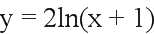 y = 2ln(x + 1)